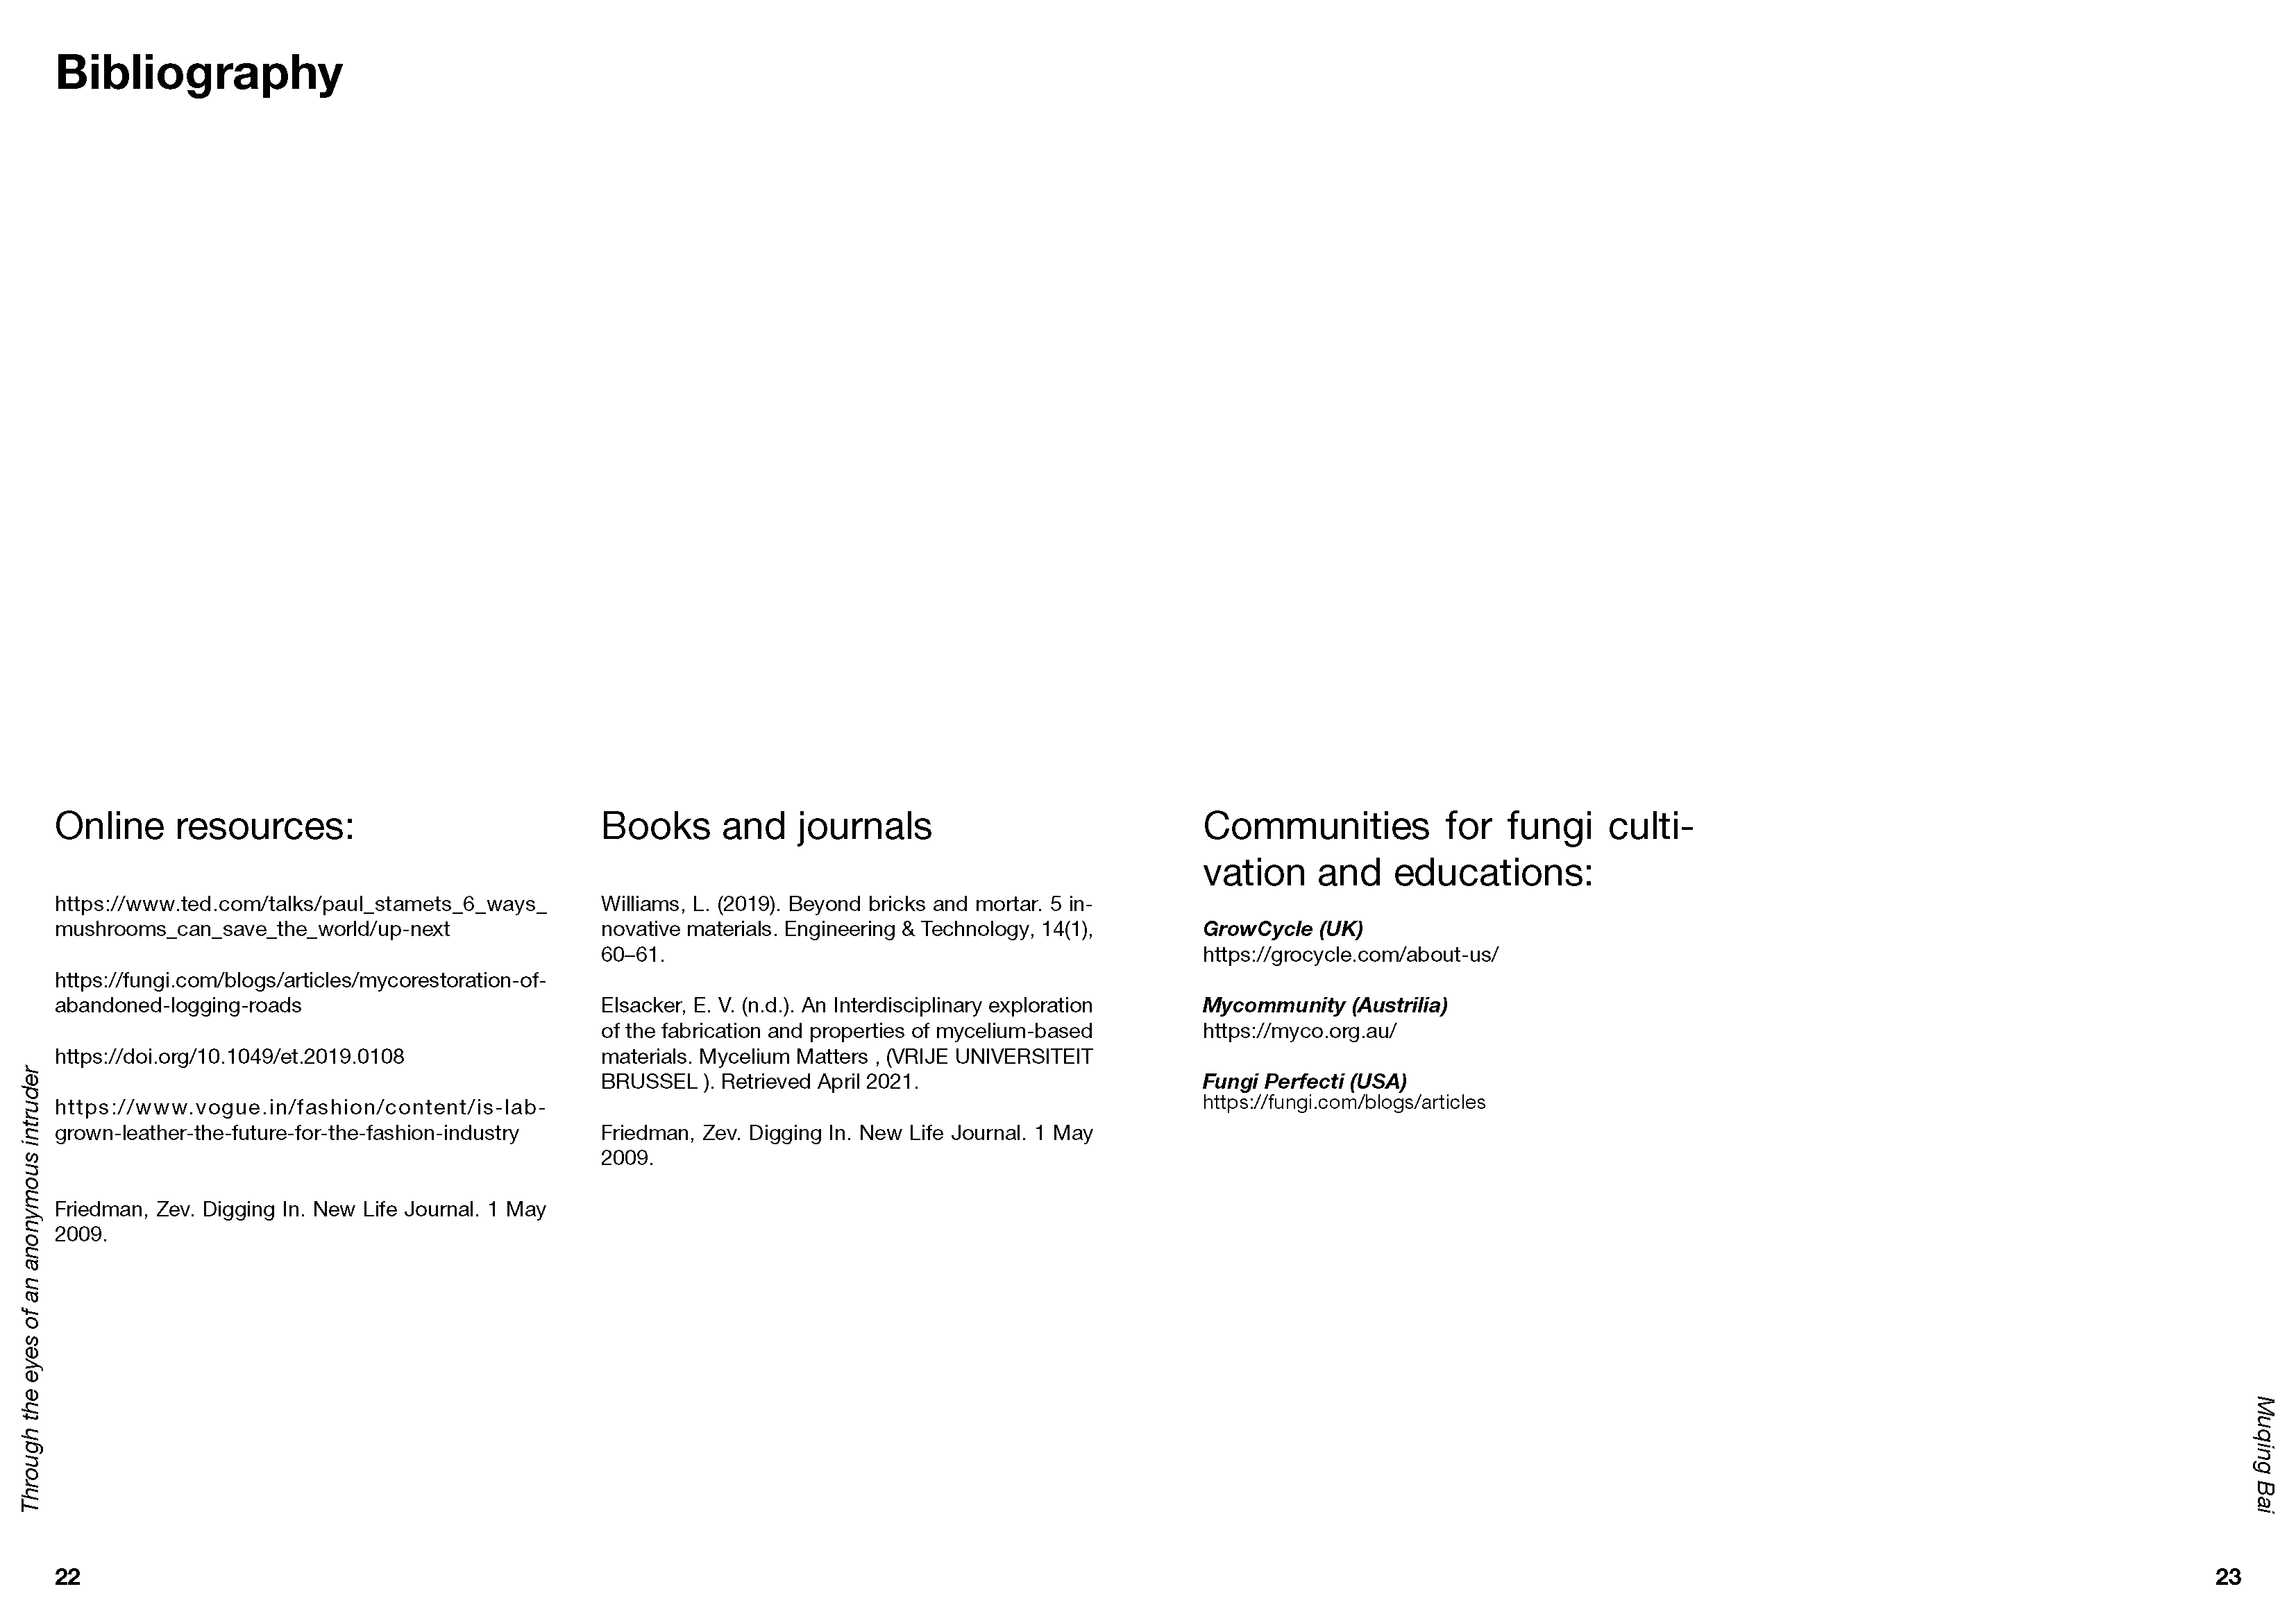 Bibliography
Online resources:
https://www.ted.com/talks/paul_stamets_6_ways_
mushrooms_can_save_the_world/up-next
https://fungi.com/blogs/articles/mycorestoration-of-
abandoned-logging-roads
https://doi.org/10.1049/et.2019.0108
https://www.vogue.in/fashion/content/is-lab-
grown-leather-the-future-for-the-fashion-industry
Friedman, Zev. Digging In. New Life Journal. 1 May
2009.
Books and journals
Williams, L. (2019). Beyond bricks and mortar. 5 in-
novative materials. Engineering & Technology, 14(1),
60–61.
Elsacker, E. V. (n.d.). An Interdisciplinary exploration
of the fabrication and properties of mycelium-based
materials. Mycelium Matters , (VRIJE UNIVERSITEIT
BRUSSEL ). Retrieved April 2021.
Friedman, Zev. Digging In. New Life Journal. 1 May
2009.
Communities for fungi culti-
vation and educations:
GrowCycle (UK)
https://grocycle.com/about-us/
Mycommunity (Austrilia)
https://myco.org.au/
Fungi Perfecti (USA)
https://fungi.com/blogs/articles
Through the eyes of an anonymous intruder
Muqing Bai
22
23